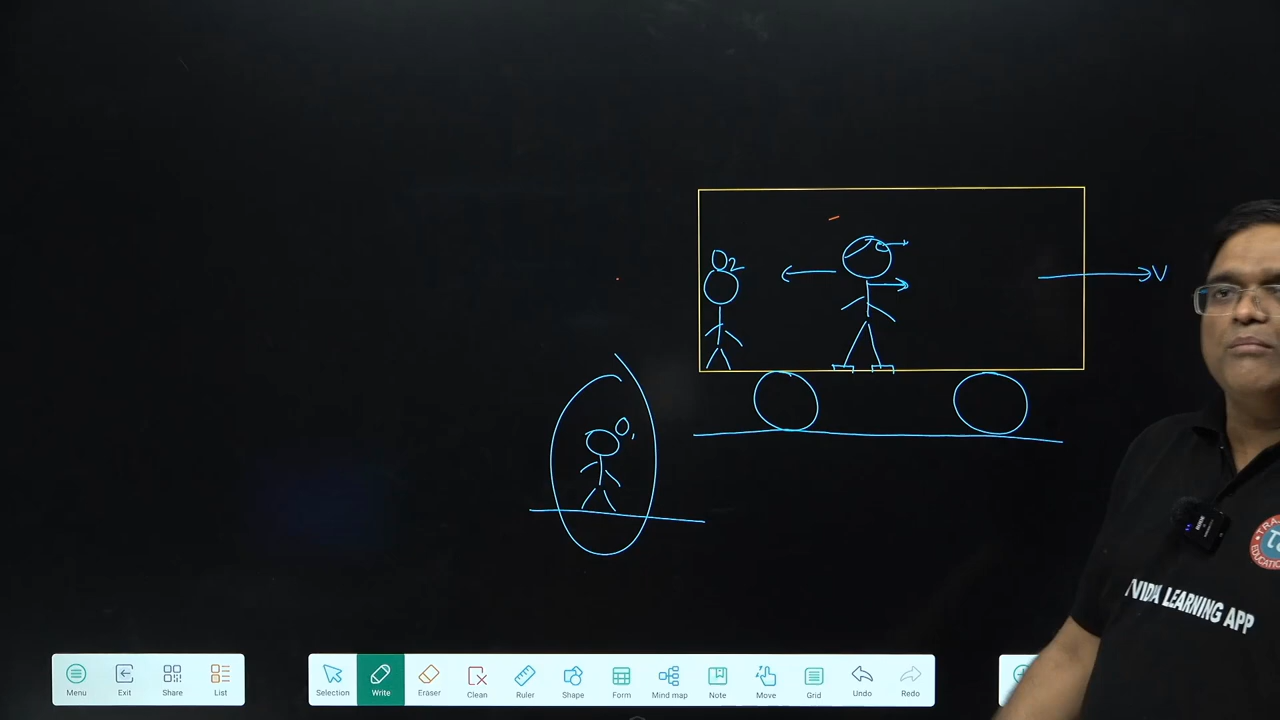 O2
V
O1
VIDYA LEARNING APP
Menu
Exit
Share
List
Selection
Write
Eraser
Clean
Ruler
Shape
Form
Mind map
Note
Move
Grid
Undo
Redo